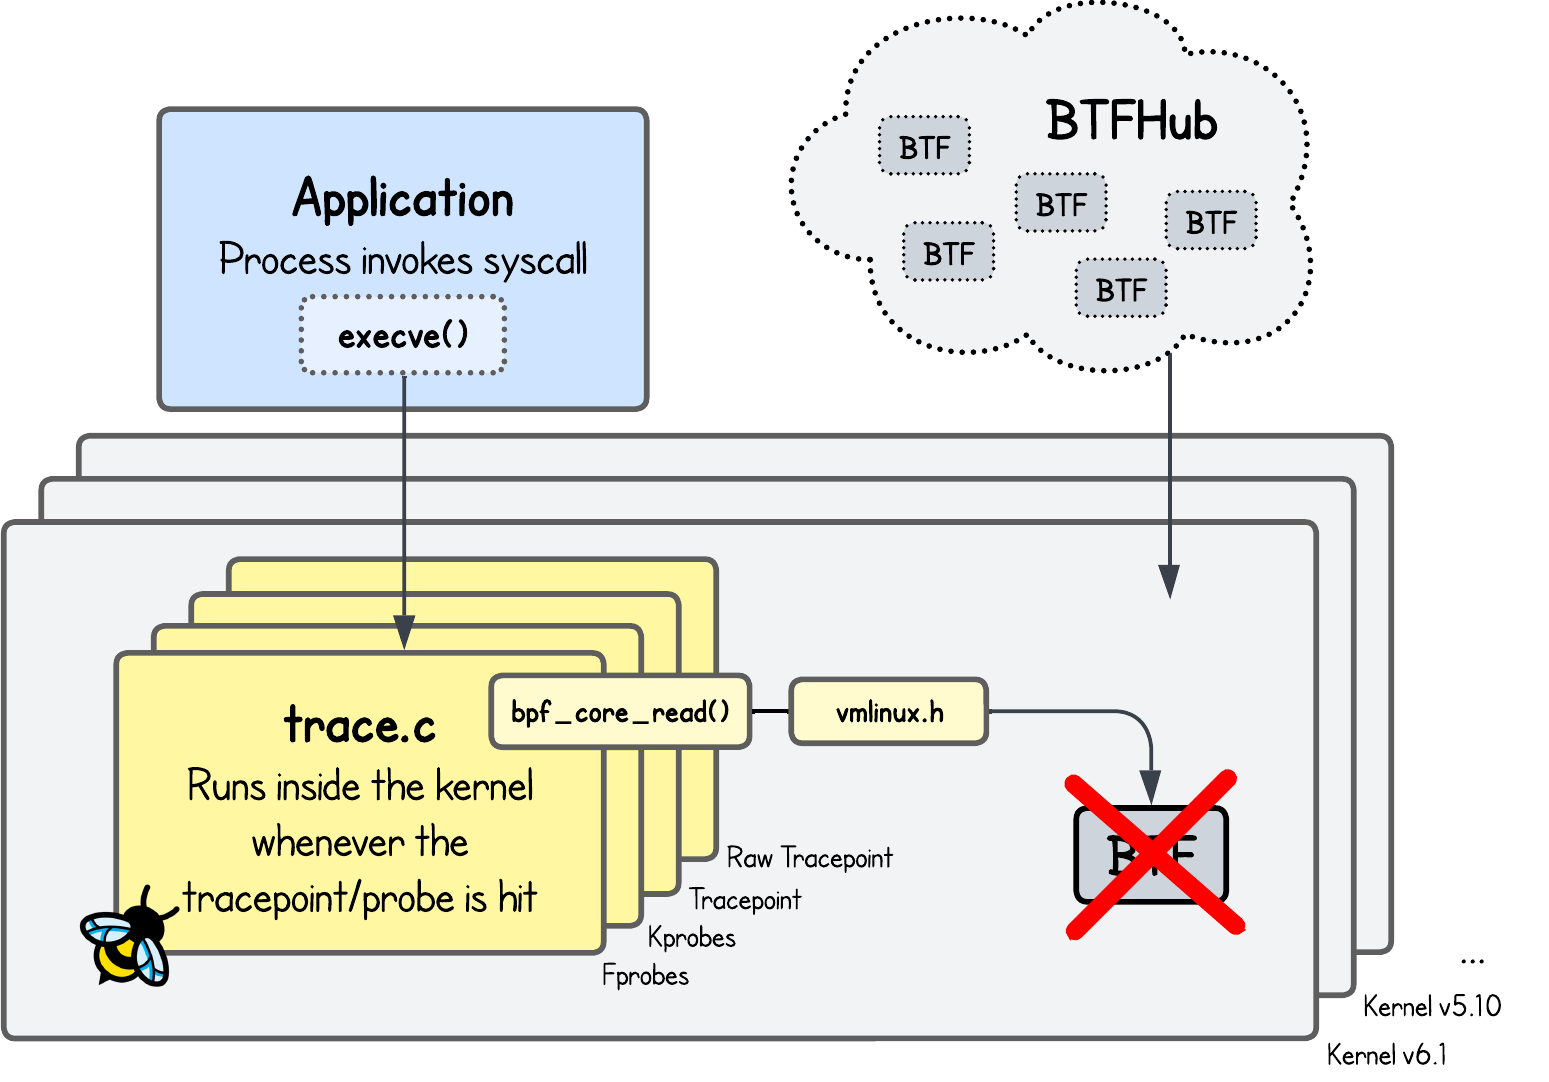 BTFHub
BTF
BTF
BTF
BTF
BTF
Application
Process invokes syscall
execve()
trace.c
Runs inside the kernel
whenever the
tracepoint/probe is hit
bpf_core_read()
vmlinux.h
BTF
Raw Tracepoint
Tracepoint
Kprobes
Fprobes
...
Kernel v5.10
Kernel v6.1